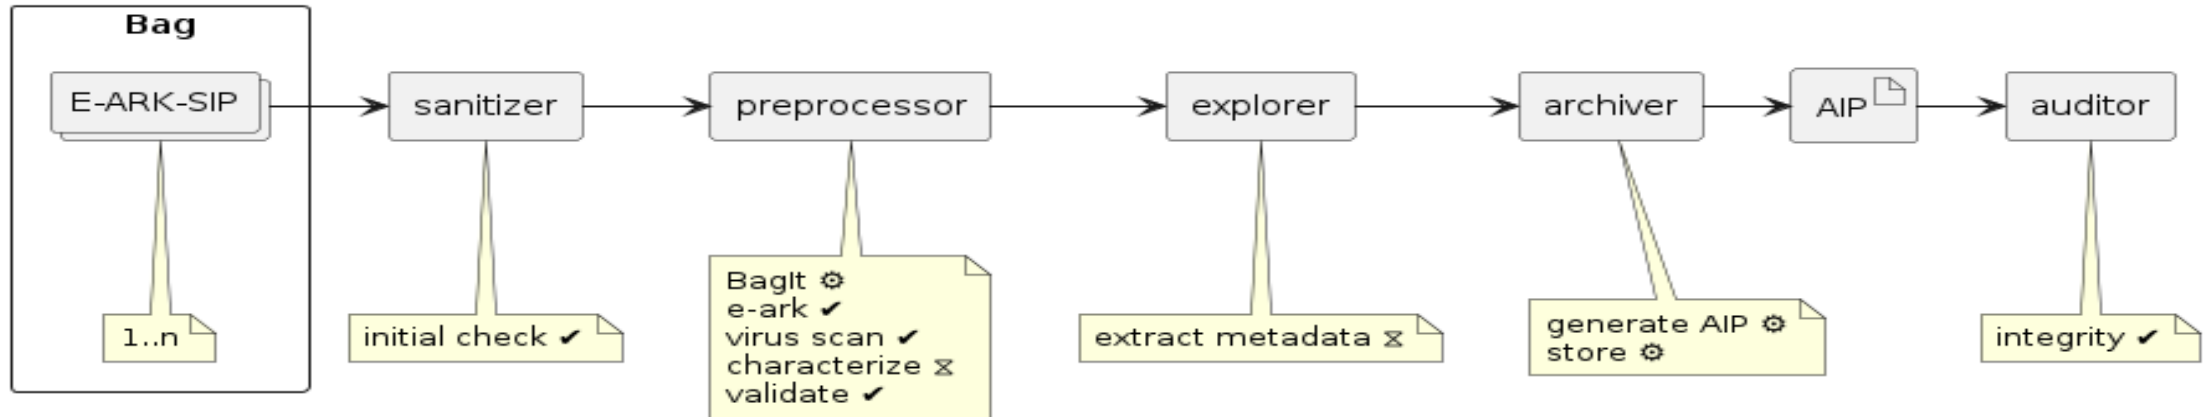 Bag
E-ARK-SIP
sanitizer
preprocessor
explorer
archiver
AIP
auditor
1..n
initial check ✔
BagIt ⚙
e-ark ✔
virus scan ✔
characterize ⧖
validate ✔
extract metadata ⧖
generate AIP ⚙
store ⚙
integrity ✔